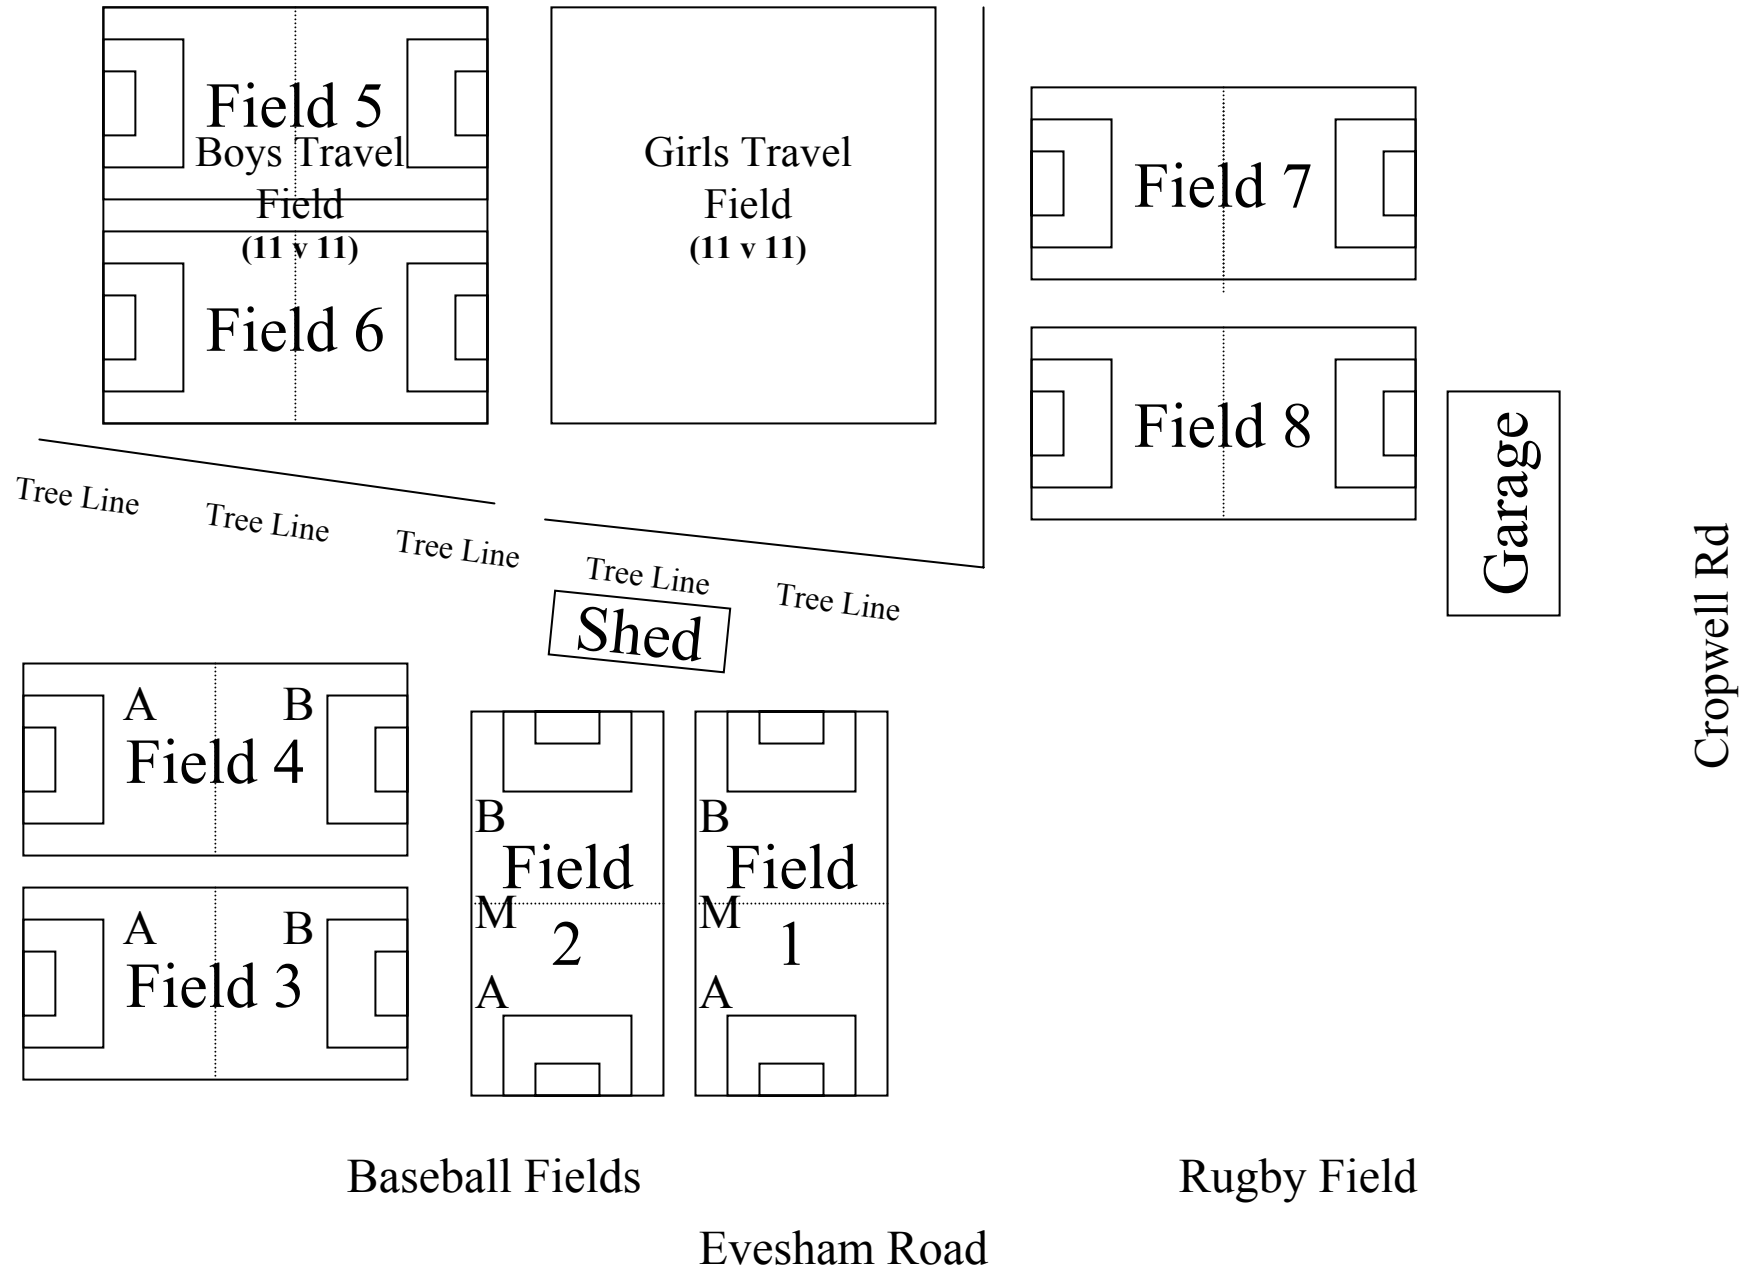 Field 5
Boys Travel
Field
(11 v 11)
Field 6
Girls Travel
Field
(11 v 11)
Field 7
Field 8
Garage
Cropwell Rd
Tree Line
Tree Line
Tree Line
Tree Line
Tree Line
Shed
A B
Field 4
A B
Field 3
B
Field
M
2
A
B
Field
M
1
A
Baseball Fields
Rugby Field
Evesham Road